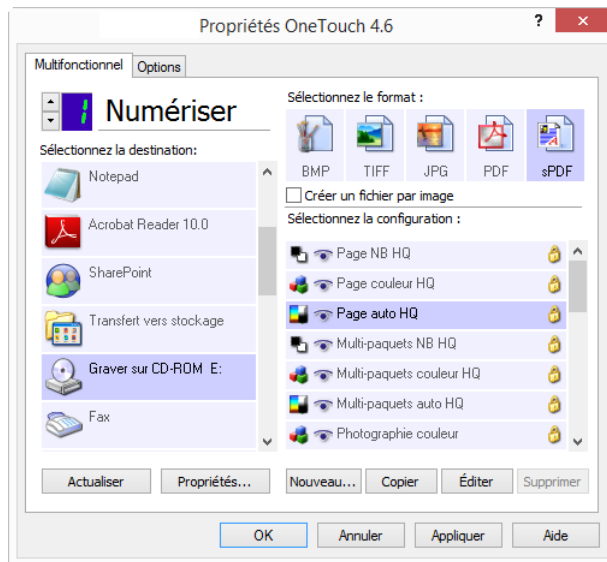 Propriétés OneTouch 4.6
Multifonctionnel
Options
1 Numériser
Sélectionnez la destination:
Notepad
Acrobat Reader 10.0
SharePoint
Transfert vers stockage
Graver sur CD-ROM E:
Fax
Actualiser
Propriétés...
Sélectionnez le format :
BMP TIFF JPG PDF sPDF
Créer un fichier par image
Sélectionnez la configuration :
Page NB HQ
Page couleur HQ
Page auto HQ
Multi-paquets NB HQ
Multi-paquets couleur HQ
Multi-paquets auto HQ
Photographie couleur
Nouveau... Copier Éditer Supprimer
OK Annuler Appliquer Aide